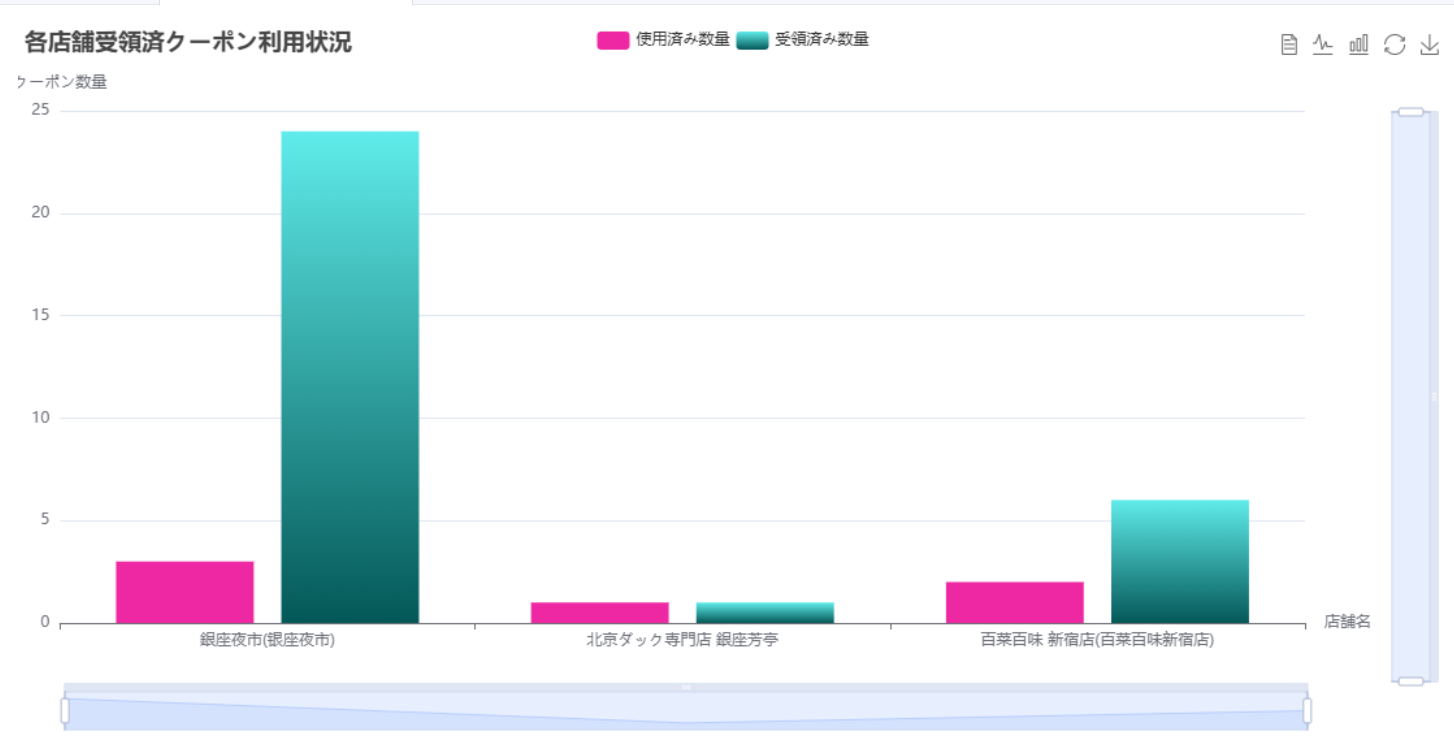 各店舗受領済クーポン利用状況
使用済み数量
受領済み数量
クーポン数量
25
20
15
10
5
0
銀座夜市(银座夜市)
北京ダック専門店 銀座芳亭
百菜百味 新宿店(百菜百味新宿店)
店舗名